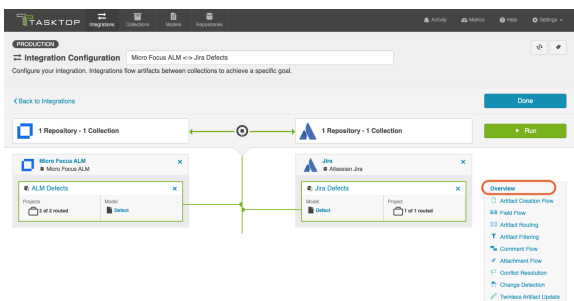 TASKTOP
Integrations
Collections
Models
Repositories
Activity
Metrics
Help
Settings
PRODUCTION
Integration Configuration
Micro Focus ALM <=> Jira Defects
Configure your integration. Integrations flow artifacts between collections to achieve a specific goal.
Back to Integrations
Done
1 Repository - 1 Collection
1 Repository - 1 Collection
Run
Micro Focus ALM
Micro Focus ALM
Jira
Atlassian Jira
ALM Defects
Projects
2 of 2 routed
Model
Defect
Jira Defects
Model
Defect
Project
1 of 1 routed
Overview
Artifact Creation Flow
Field Flow
Artifact Routing
Artifact Filtering
Comment Flow
Attachment Flow
Conflict Resolution
Change Detection
Twinless Artifact Update